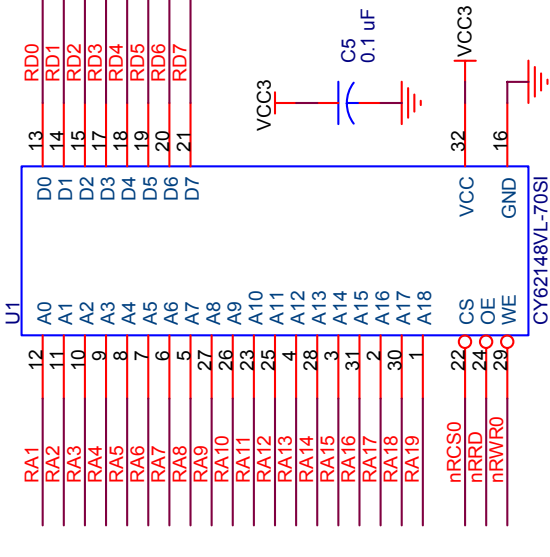 RD0
RD1
RD2
RD3
RD4
RD5
RD6
RD7
13
14
15
17
18
19
20
21
D0
D1
D2
D3
D4
D5
D6
D7
VCC3
C5
0.1 uF
VCC3
32
16
VCC
GND
U1
CY62148VL-70SI
A0
A1
A2
A3
A4
A5
A6
A7
A8
A9
A10
A11
A12
A13
A14
A15
A16
A17
A18
CS
OE
WE
12
11
10
9
8
7
6
5
27
26
23
25
4
28
3
31
2
30
1
22
24
29
RA1
RA2
RA3
RA4
RA5
RA6
RA7
RA8
RA9
RA10
RA11
RA12
RA13
RA14
RA15
RA16
RA17
RA18
RA19
nRCS0
nRRD
nRWR0